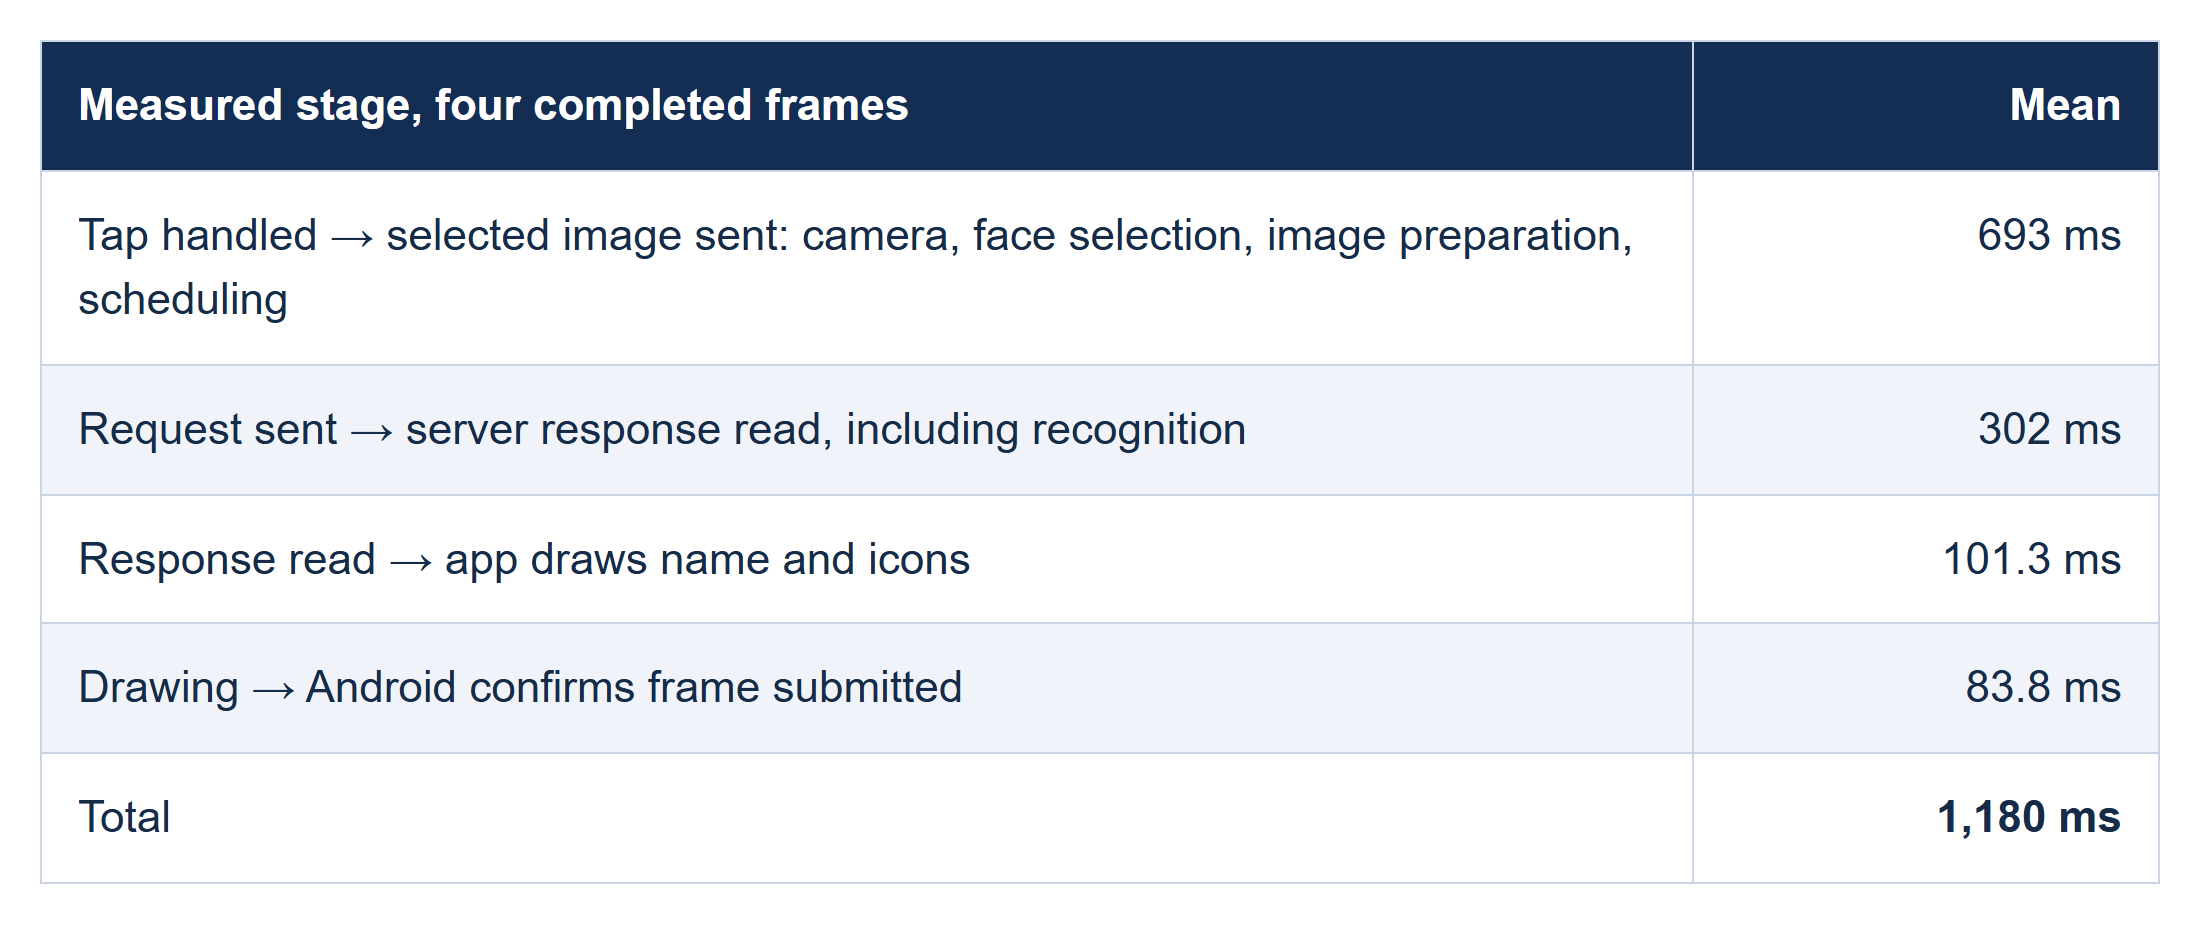 Measured stage, four completed frames Mean
Tap handled → selected image sent: camera, face selection, image preparation, 693 ms
scheduling
Request sent → server response read, including recognition 302 ms
Response read → app draws name and icons 101.3 ms
Drawing → Android confirms frame submitted 83.8 ms
Total 1,180 ms